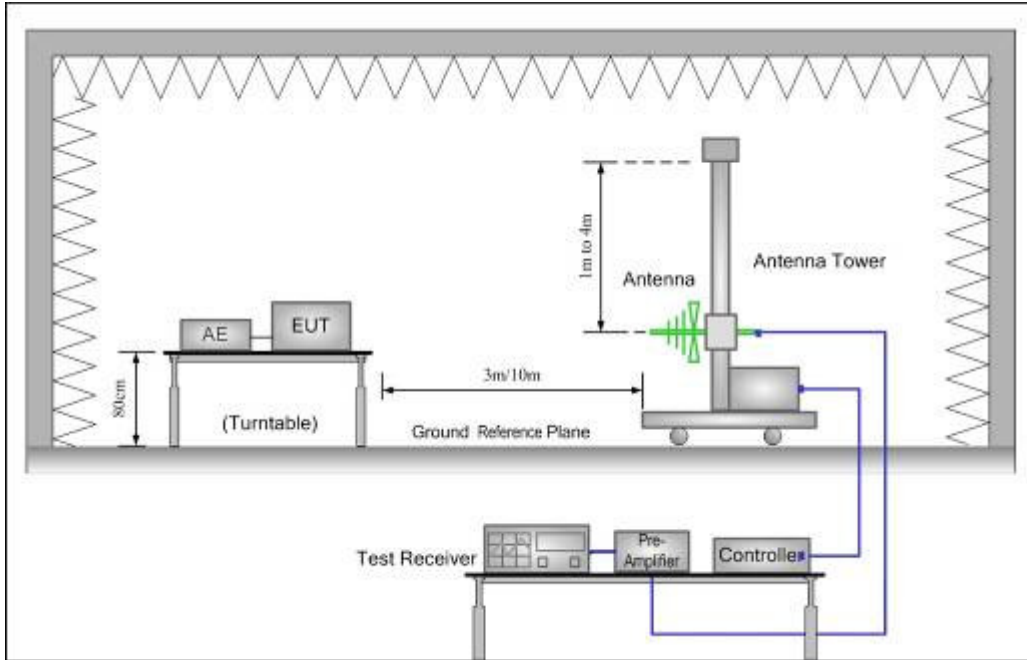 1m to 4m
Antenna
Antenna Tower
AE
EUT
80cm
3m/10m
(Turntable)
Ground Reference Plane
Test Receiver
Pre-
Amplifier
Controller